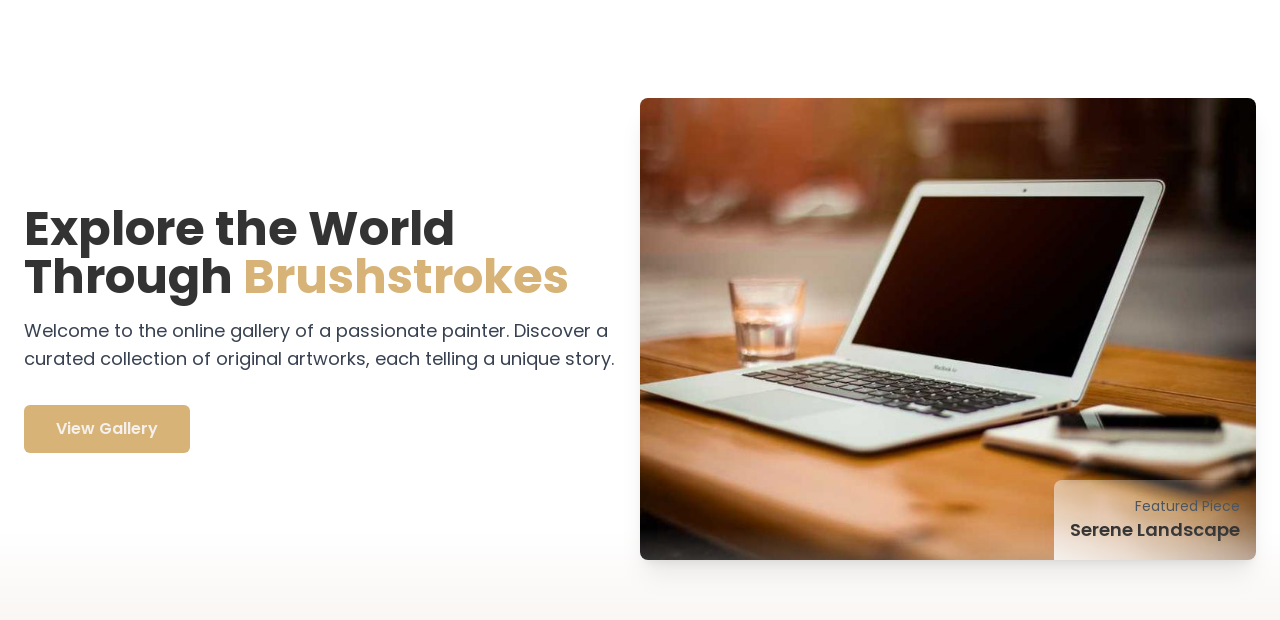 Explore the World
Through Brushstrokes
Welcome to the online gallery of a passionate painter. Discover a
curated collection of original artworks, each telling a unique story.
View Gallery
Featured Piece
Serene Landscape